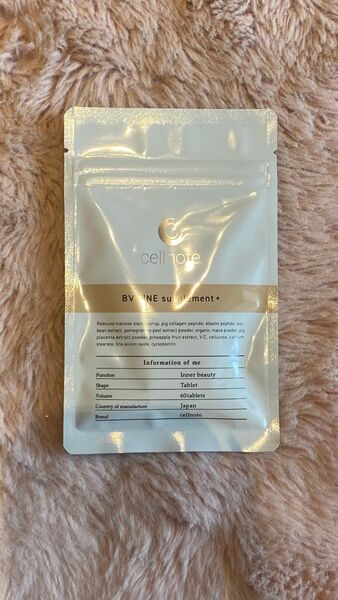 cellnote.
BV LINE supplement+
Reduced maltose starch syrup, pig collagen peptide, elastin peptide, soy
bean extract, pomegranate peel extract powder, organic maca powder, pig
placenta extract powder, pineapple fruit extract, V.C, cellulose, calcium
stearate, fine silicon oxide, cyclodextrin.
Information of me
Function Inner beauty
Shape Tablet
Volume 60tablets
Country of manufacture Japan
Brand cellnote.